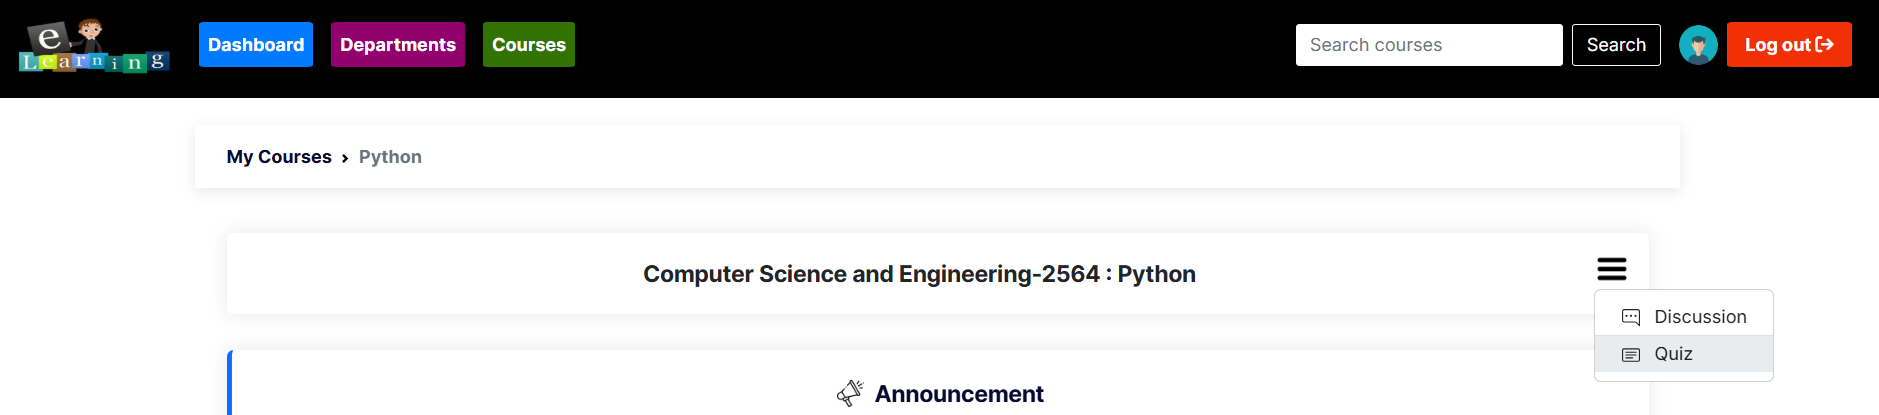 e
Learning
Dashboard Departments Courses Search courses Search Log out
My Courses › Python
Computer Science and Engineering-2564 : Python
Discussion
Quiz
Announcement